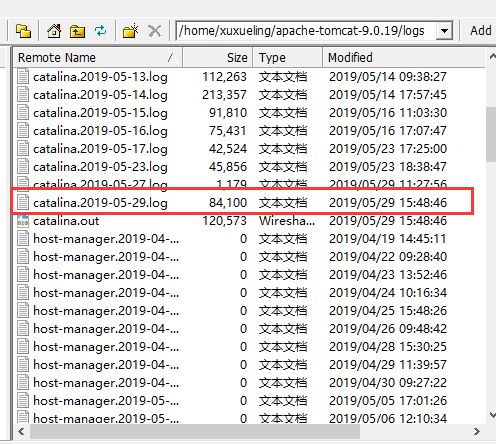 /home/xuxueling/apache-tomcat-9.0.19/logs Add
Remote Name / Size Type Modified
catalina.2019-05-13.log 112,263 文本文档 2019/05/14 09:38:27
catalina.2019-05-14.log 213,357 文本文档 2019/05/14 17:57:45
catalina.2019-05-15.log 91,810 文本文档 2019/05/16 11:03:30
catalina.2019-05-16.log 75,431 文本文档 2019/05/16 17:07:47
catalina.2019-05-17.log 42,524 文本文档 2019/05/23 17:25:00
catalina.2019-05-23.log 45,856 文本文档 2019/05/23 18:38:47
catalina.2019-05-27.log 1,179 文本文档 2019/05/29 11:27:56
catalina.2019-05-29.log 84,100 文本文档 2019/05/29 15:48:46
catalina.out 120,573 Wiresha... 2019/05/29 15:48:46
host-manager.2019-04-... 0 文本文档 2019/04/19 14:45:11
host-manager.2019-04-... 0 文本文档 2019/04/22 09:28:40
host-manager.2019-04-... 0 文本文档 2019/04/23 13:52:46
host-manager.2019-04-... 0 文本文档 2019/04/24 10:16:34
host-manager.2019-04-... 0 文本文档 2019/04/25 15:48:26
host-manager.2019-04-... 0 文本文档 2019/04/26 09:48:42
host-manager.2019-04-... 0 文本文档 2019/04/28 15:30:25
host-manager.2019-04-... 0 文本文档 2019/04/29 11:39:57
host-manager.2019-04-... 0 文本文档 2019/04/30 09:27:22
host-manager.2019-05-... 0 文本文档 2019/05/05 17:01:26
host-manager.2019-05-... 0 文本文档 2019/05/06 12:10:34